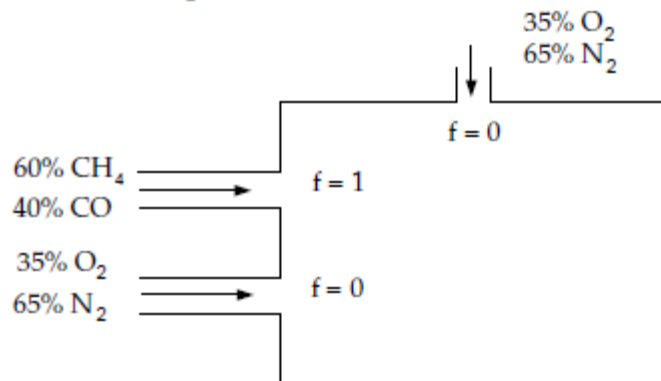 35% O₂
65% N₂
f = 0
60% CH₄
f = 1
40% CO
35% O₂
f = 0
65% N₂